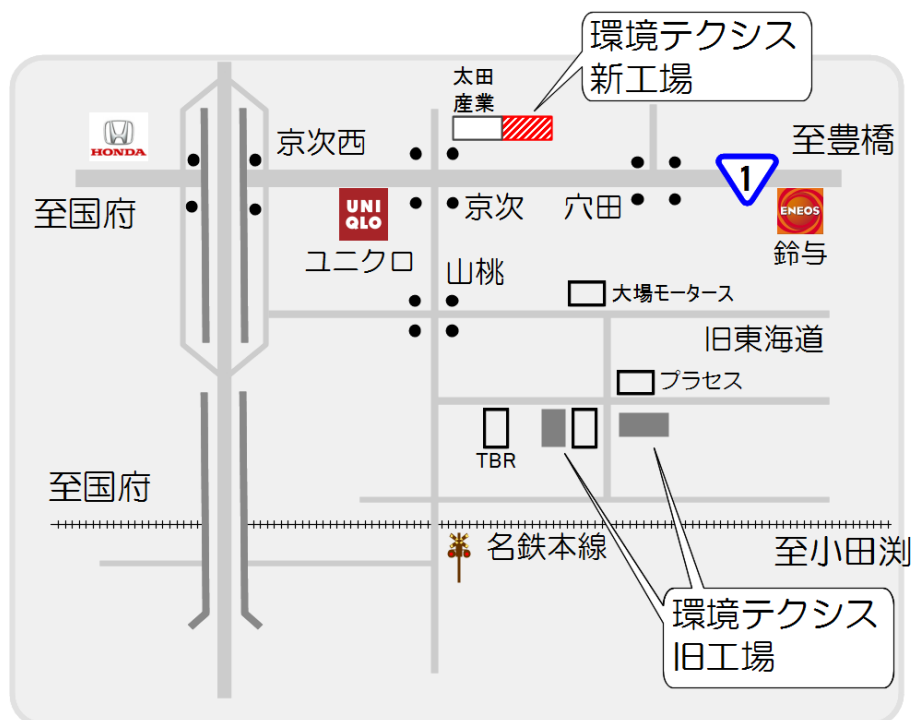 環境テクシス
新工場
太田
産業
HONDA
京次西
至豊橋
1
至国府
UNI
QLO
京次
穴田
ENEOS
ユニクロ
山桃
鈴与
大場モータース
旧東海道
プラセス
TBR
至国府
名鉄本線
至小田渕
環境テクシス
旧工場